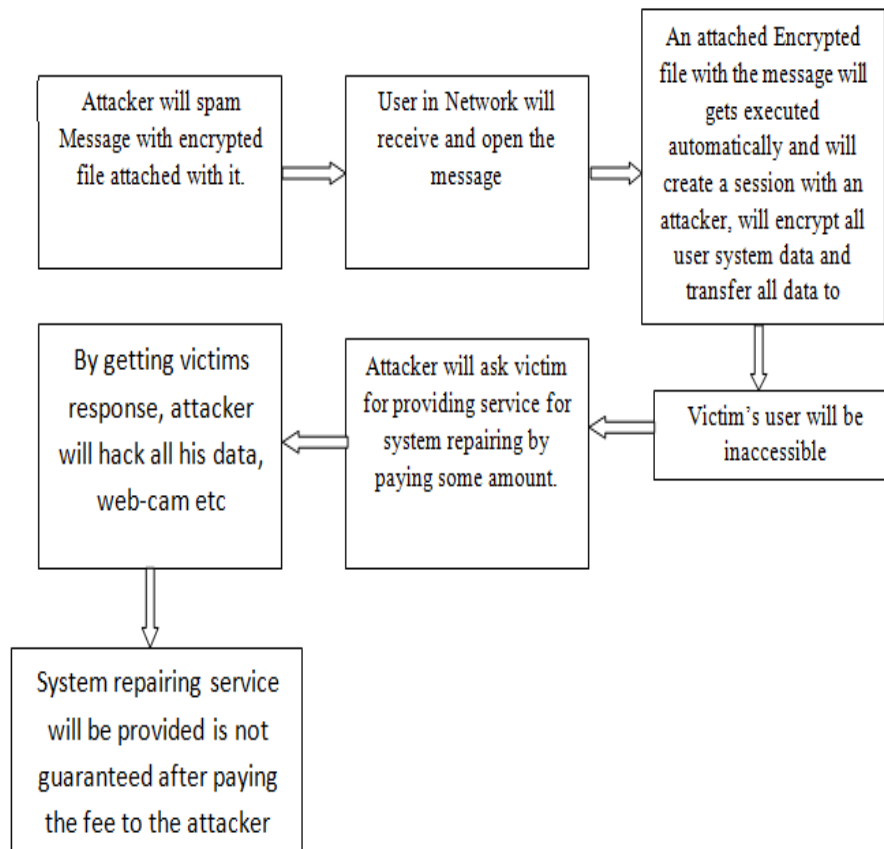 Attacker will spam
Message with encrypted
file attached with it.
User in Network will
receive and open the
message
An attached Encrypted
file with the message will
gets executed
automatically and will
create a session with an
attacker, will encrypt all
user system data and
transfer all data to
Victim’s user will be
inaccessible
Attacker will ask victim
for providing service for
system repairing by
paying some amount.
By getting victims
response, attacker
will hack all his data,
web-cam etc
System repairing service
will be provided is not
guaranteed after paying
the fee to the attacker